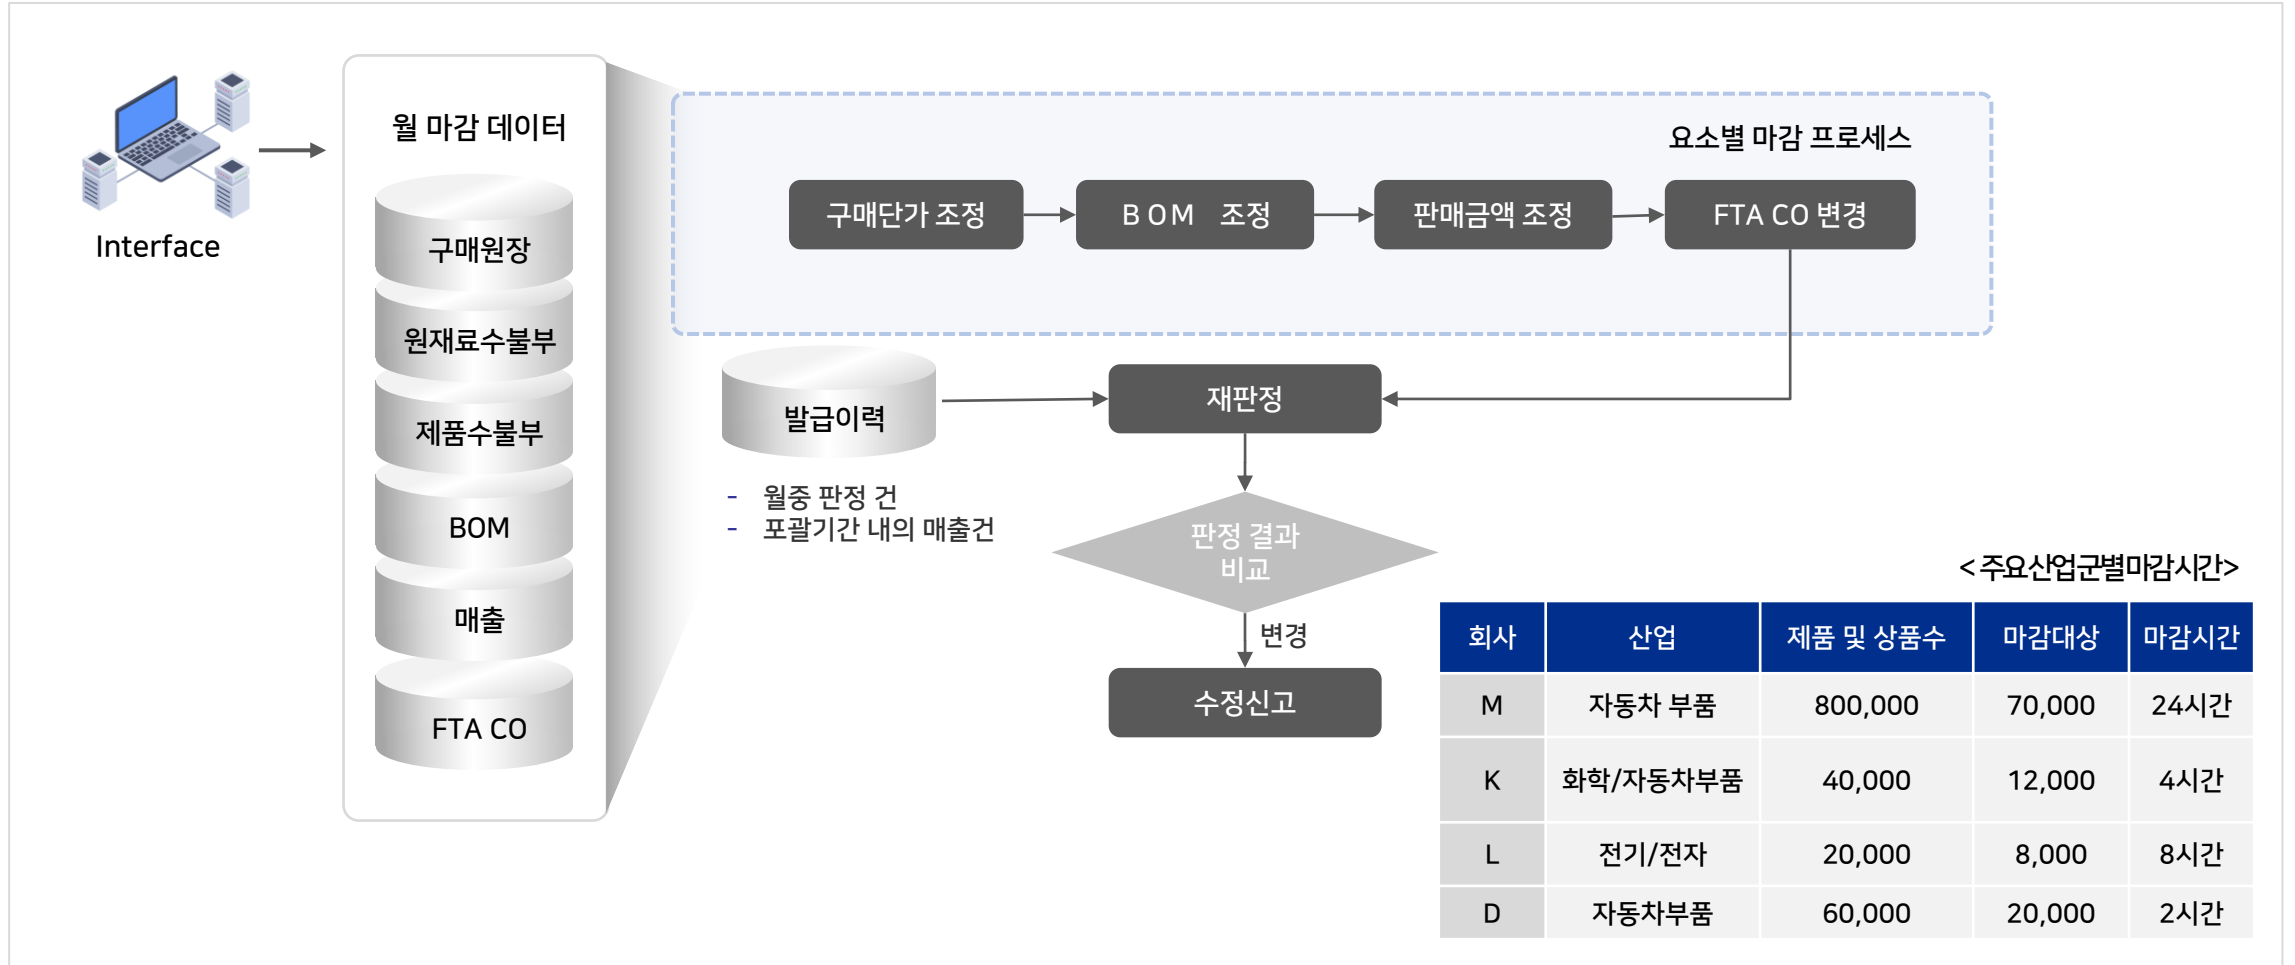 Interface
월 마감 데이터
구매원장
원재료수불부
제품수불부
BOM
매출
FTA CO
요소별 마감 프로세스
구매단가 조정
BOM 조정
판매금액 조정
FTA CO 변경
발급이력
- 월중 판정 건
- 포괄기간 내의 매출건
재판정
판정 결과
비교
변경
수정신고
< 주요산업군별마감시간>
회사 산업 제품 및 상품수 마감대상 마감시간
M 자동차 부품 800,000 70,000 24시간
K 화학/자동차부품 40,000 12,000 4시간
L 전기/전자 20,000 8,000 8시간
D 자동차부품 60,000 20,000 2시간